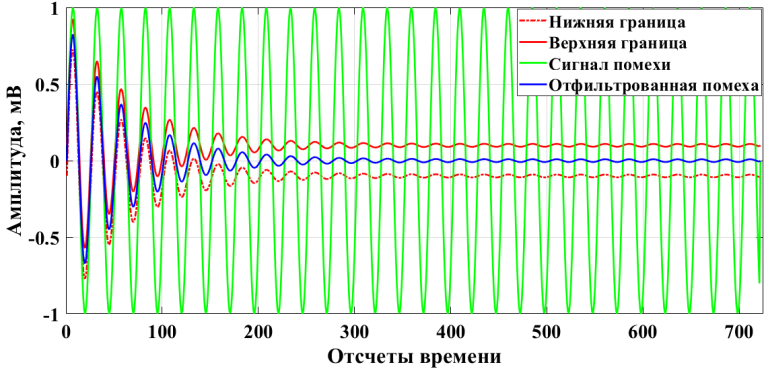 1
0.5
0
-0.5
-1
Амплитуда, мВ
Нижняя граница
Верхняя граница
Сигнал помехи
Отфильтрованная помеха
0 100 200 300 400 500 600 700
Отсчеты времени